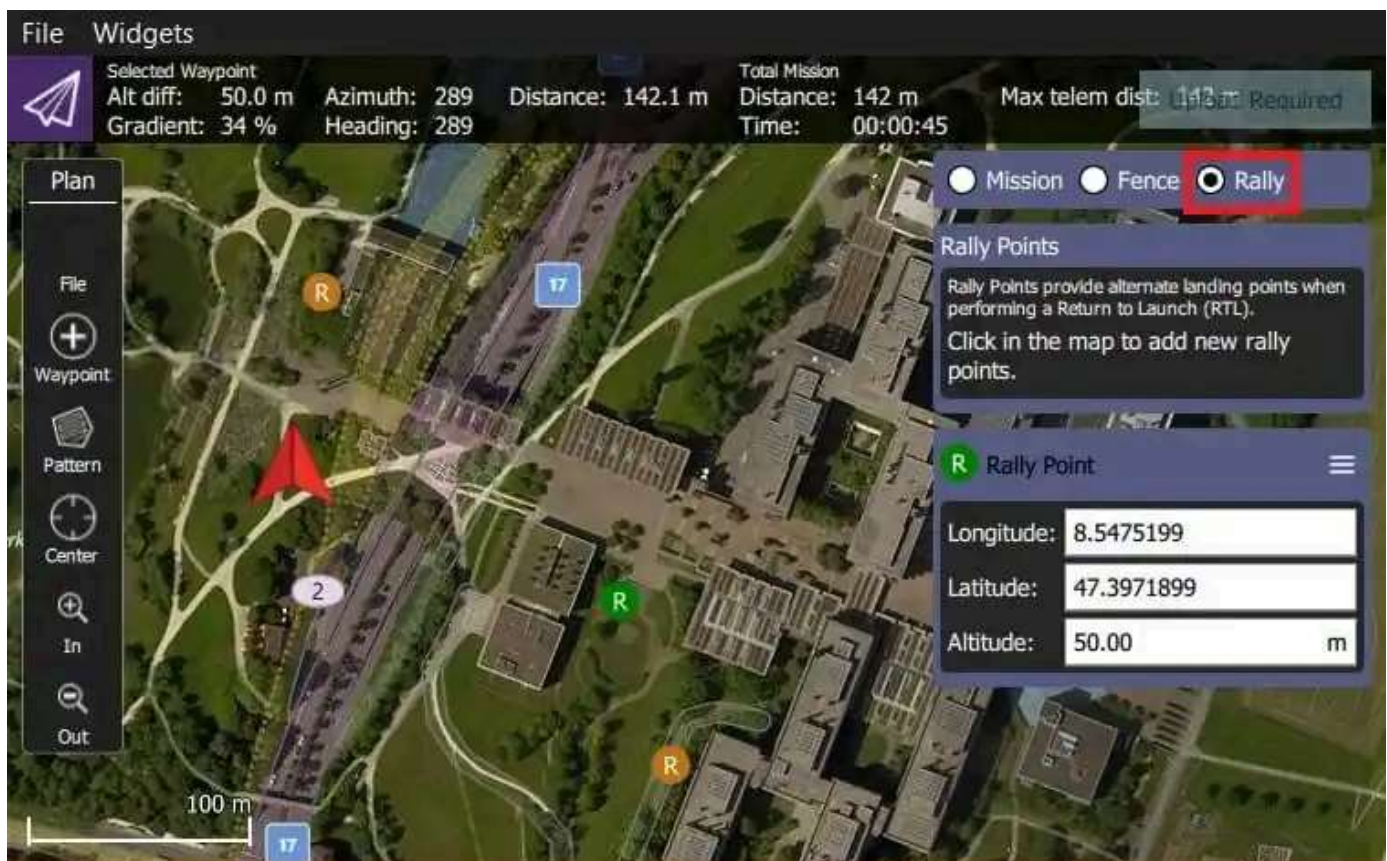 File Widgets
Selected Waypoint
Alt diff: 50.0 m Azimuth: 289 Distance: 142.1 m
Gradient: 34 % Heading: 289
Total Mission
Distance: 142 m Max telem dist: 142 m
Time: 00:00:45
Upload Required
Plan
File
Waypoint
Pattern
Center
In
Out
Mission Fence Rally
Rally Points
Rally Points provide alternate landing points when
performing a Return to Launch (RTL).
Click in the map to add new rally
points.
R Rally Point
Longitude: 8.5475199
Latitude: 47.3971899
Altitude: 50.00 m
R
17
2
R
R
100 m
17